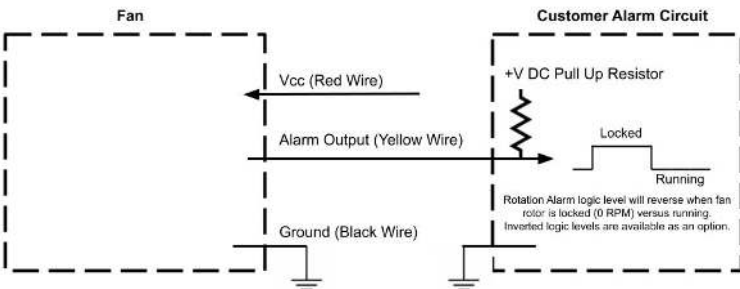 Fan
Customer Alarm Circuit
Vcc (Red Wire)
+V DC Pull Up Resistor
Alarm Output (Yellow Wire)
Locked
Running
Rotation Alarm logic level will reverse when fan
rotor is locked (0 RPM) versus running.
Inverted logic levels are available as an option.
Ground (Black Wire)